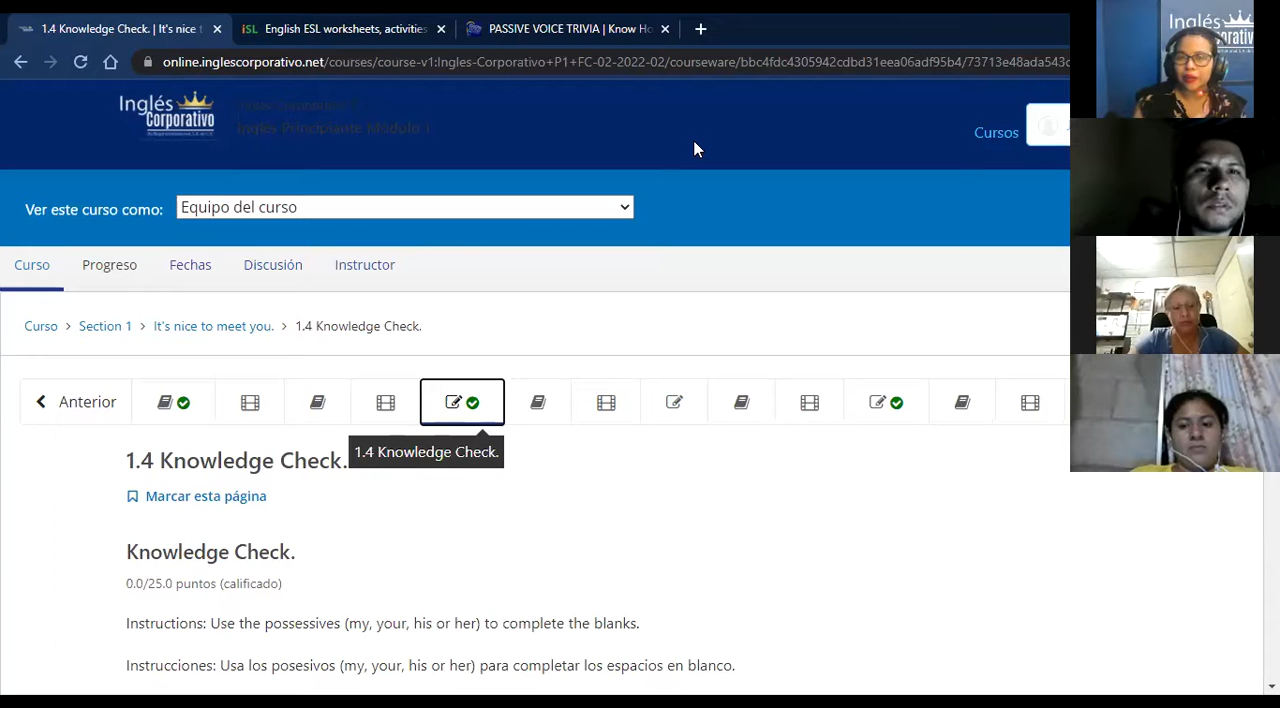 1.4 Knowledge Check. | It's nice t
English ESL worksheets, activities
PASSIVE VOICE TRIVIA | Know Ho
online.inglescorporativo.net/courses/course-v1:Ingles-Corporativo+P1+FC-02-2022-02/courseware/bbc4fdc4305942cdbd31eea06adf95b4/73713e48ada543c
Inglés
Corporativo
Inglés Principiante Módulo I
Cursos
Ver este curso como:
Equipo del curso
Curso
Progreso
Fechas
Discusión
Instructor
Curso > Section 1 > It's nice to meet you. > 1.4 Knowledge Check.
Anterior
1.4 Knowledge Check.
1.4 Knowledge Check.
Marcar esta página
Knowledge Check.
0.0/25.0 puntos (calificado)
Instructions: Use the possessives (my, your, his or her) to complete the blanks.
Instrucciones: Usa los posesivos (my, your, his or her) para completar los espacios en blanco.
Inglés